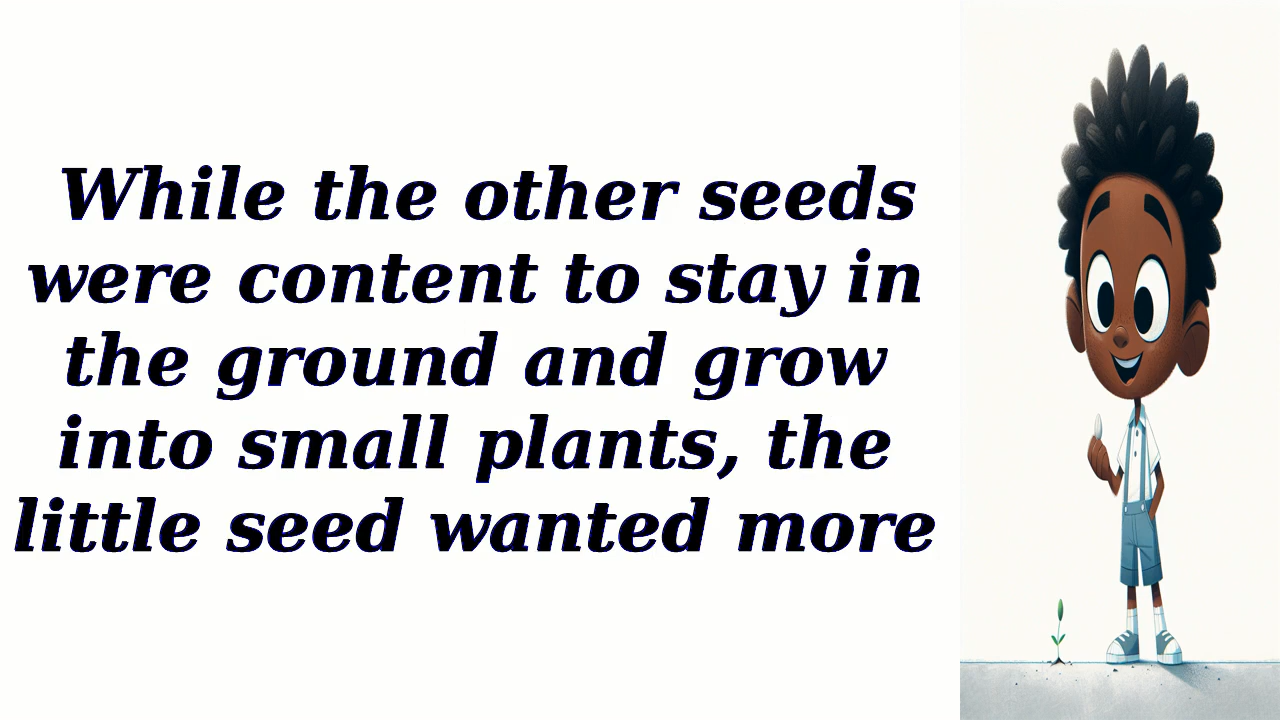 While the other seeds
were content to stay in
the ground and grow
into small plants, the
little seed wanted more